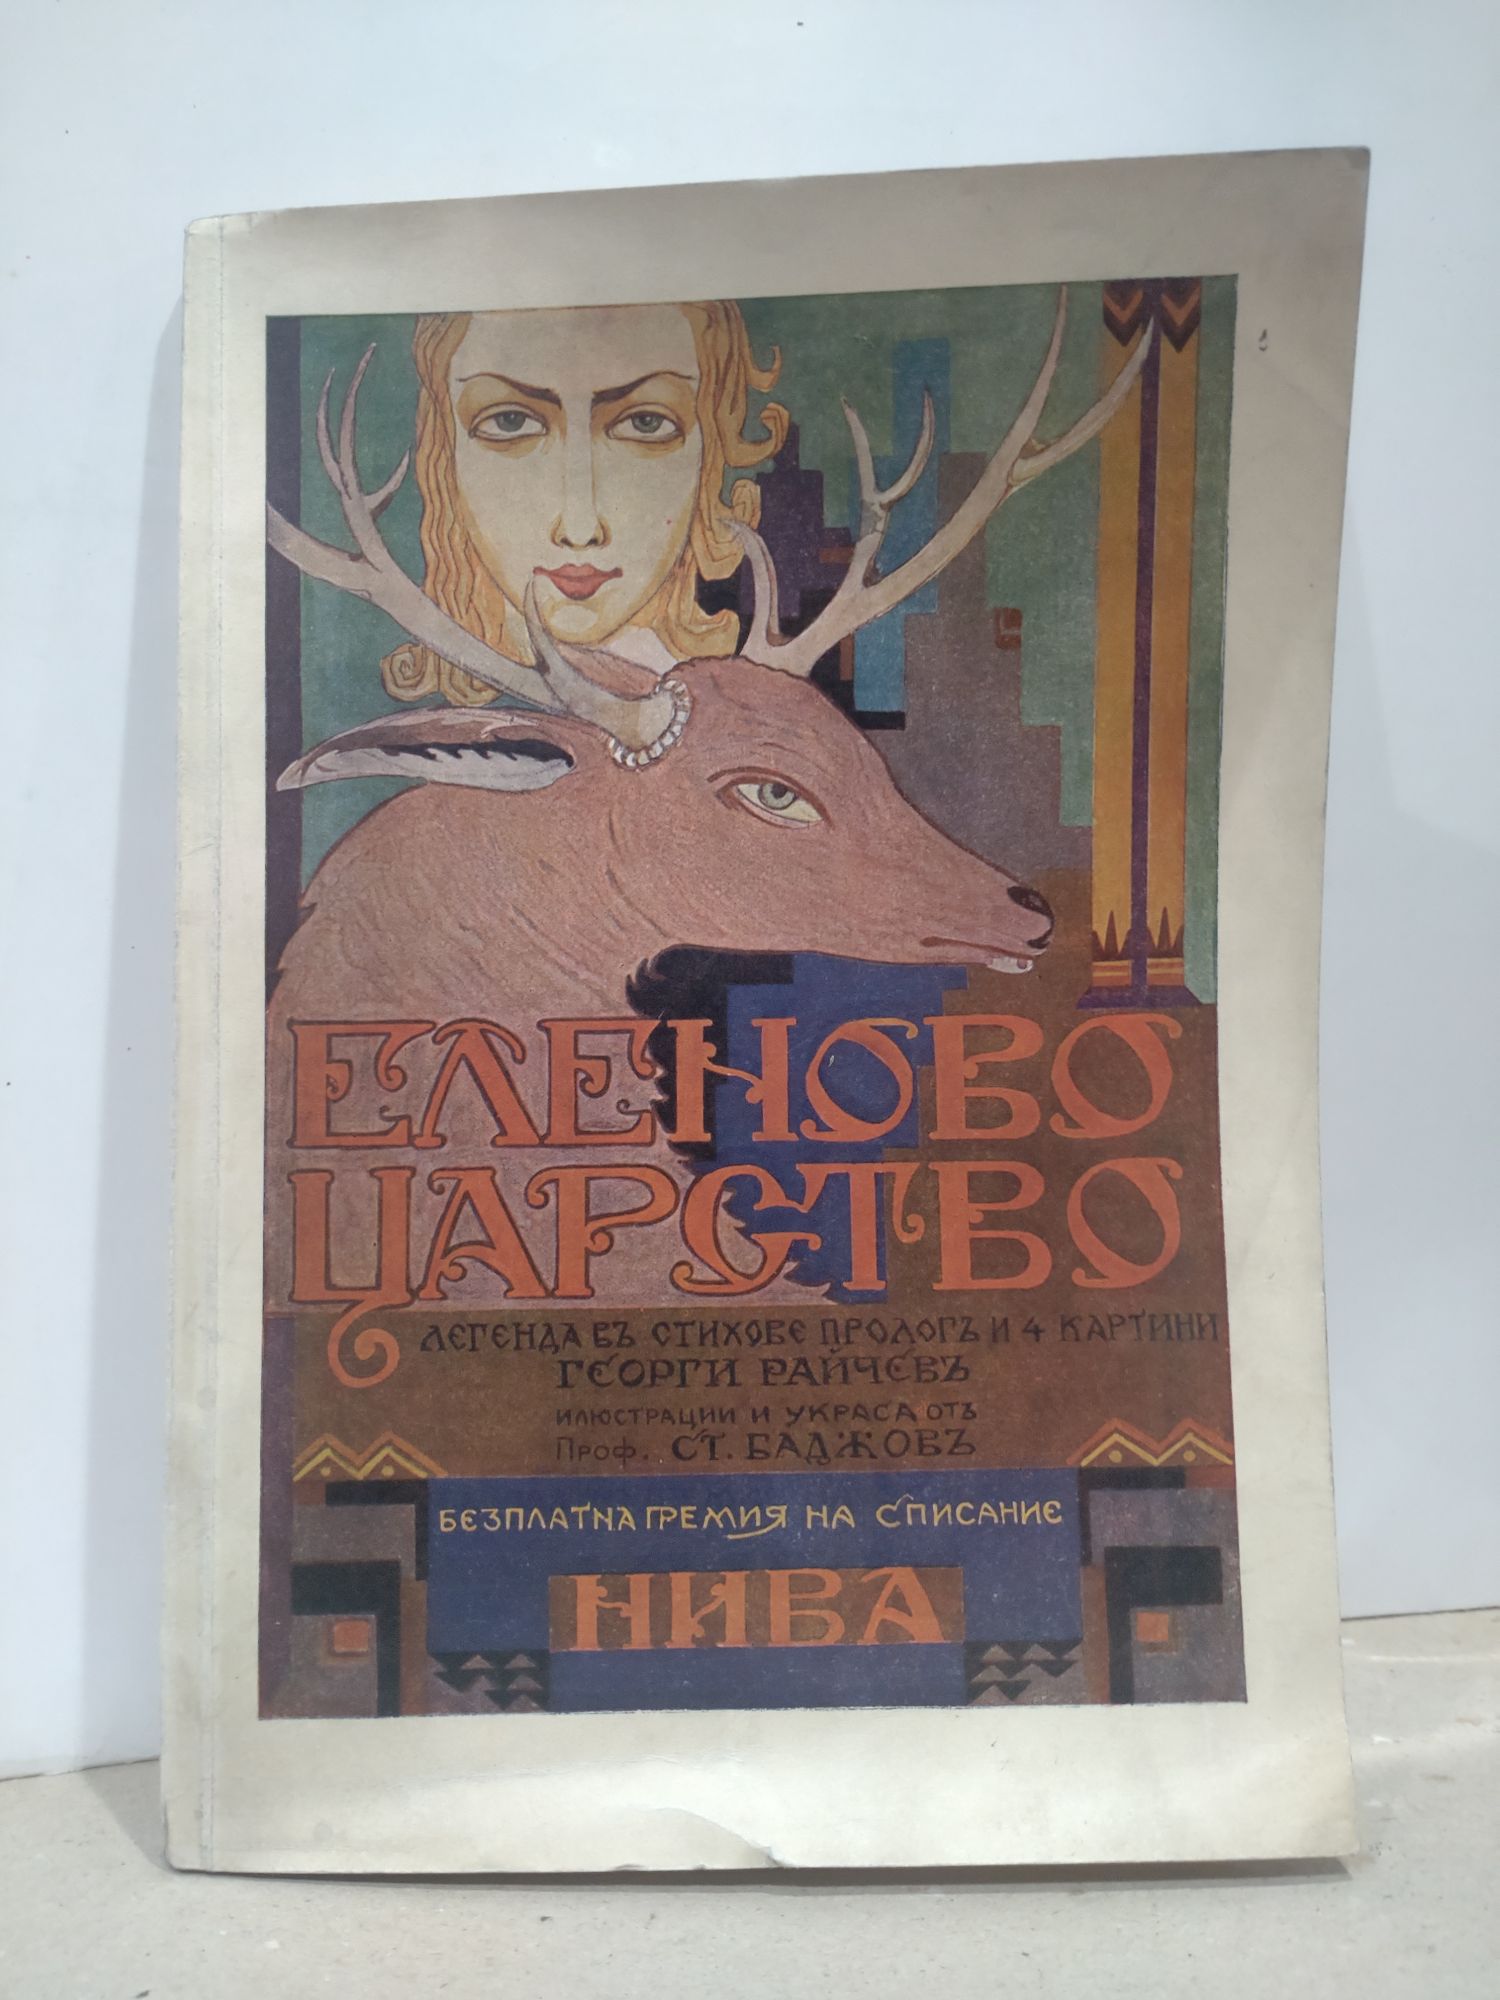 ЕЛЕНОВО
ЦАРСТВО
ЛЕГЕНДА ВЪ СТИХОВЕ ПРОЛОГЪ И 4 КАРТИНИ
ГЕОРГИ РАЙЧЕВЪ
ИЛЮСТРАЦИИ И УКРАСА ОТЪ
Проф. СТ. БАДЖОВЪ
БЕЗПЛАТНА ПРЕМИЯ НА СПИСАНИЕ
НИВА